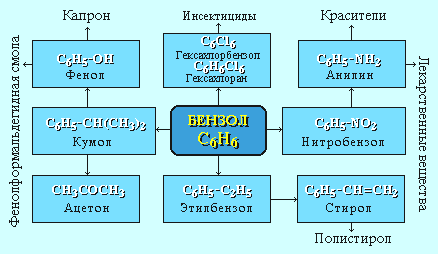 Капрон
Инсектициды
Красители
Фенолформальдегидная смола
C₆H₅-OH
Фенол
C₆Cl₆
Гексахлорбензол
C₆H₆Cl₆
Гексахлоран
C₆H₅-NH₂
Анилин
Лекарственные вещества
C₆H₅-CH(CH₃)₂
Кумол
БЕНЗОЛ
C₆H₆
C₆H₅-NO₂
Нитробензол
CH₃COCH₃
Ацетон
C₆H₅-C₂H₅
Этилбензол
C₆H₅-CH=CH₂
Стирол
Полистирол